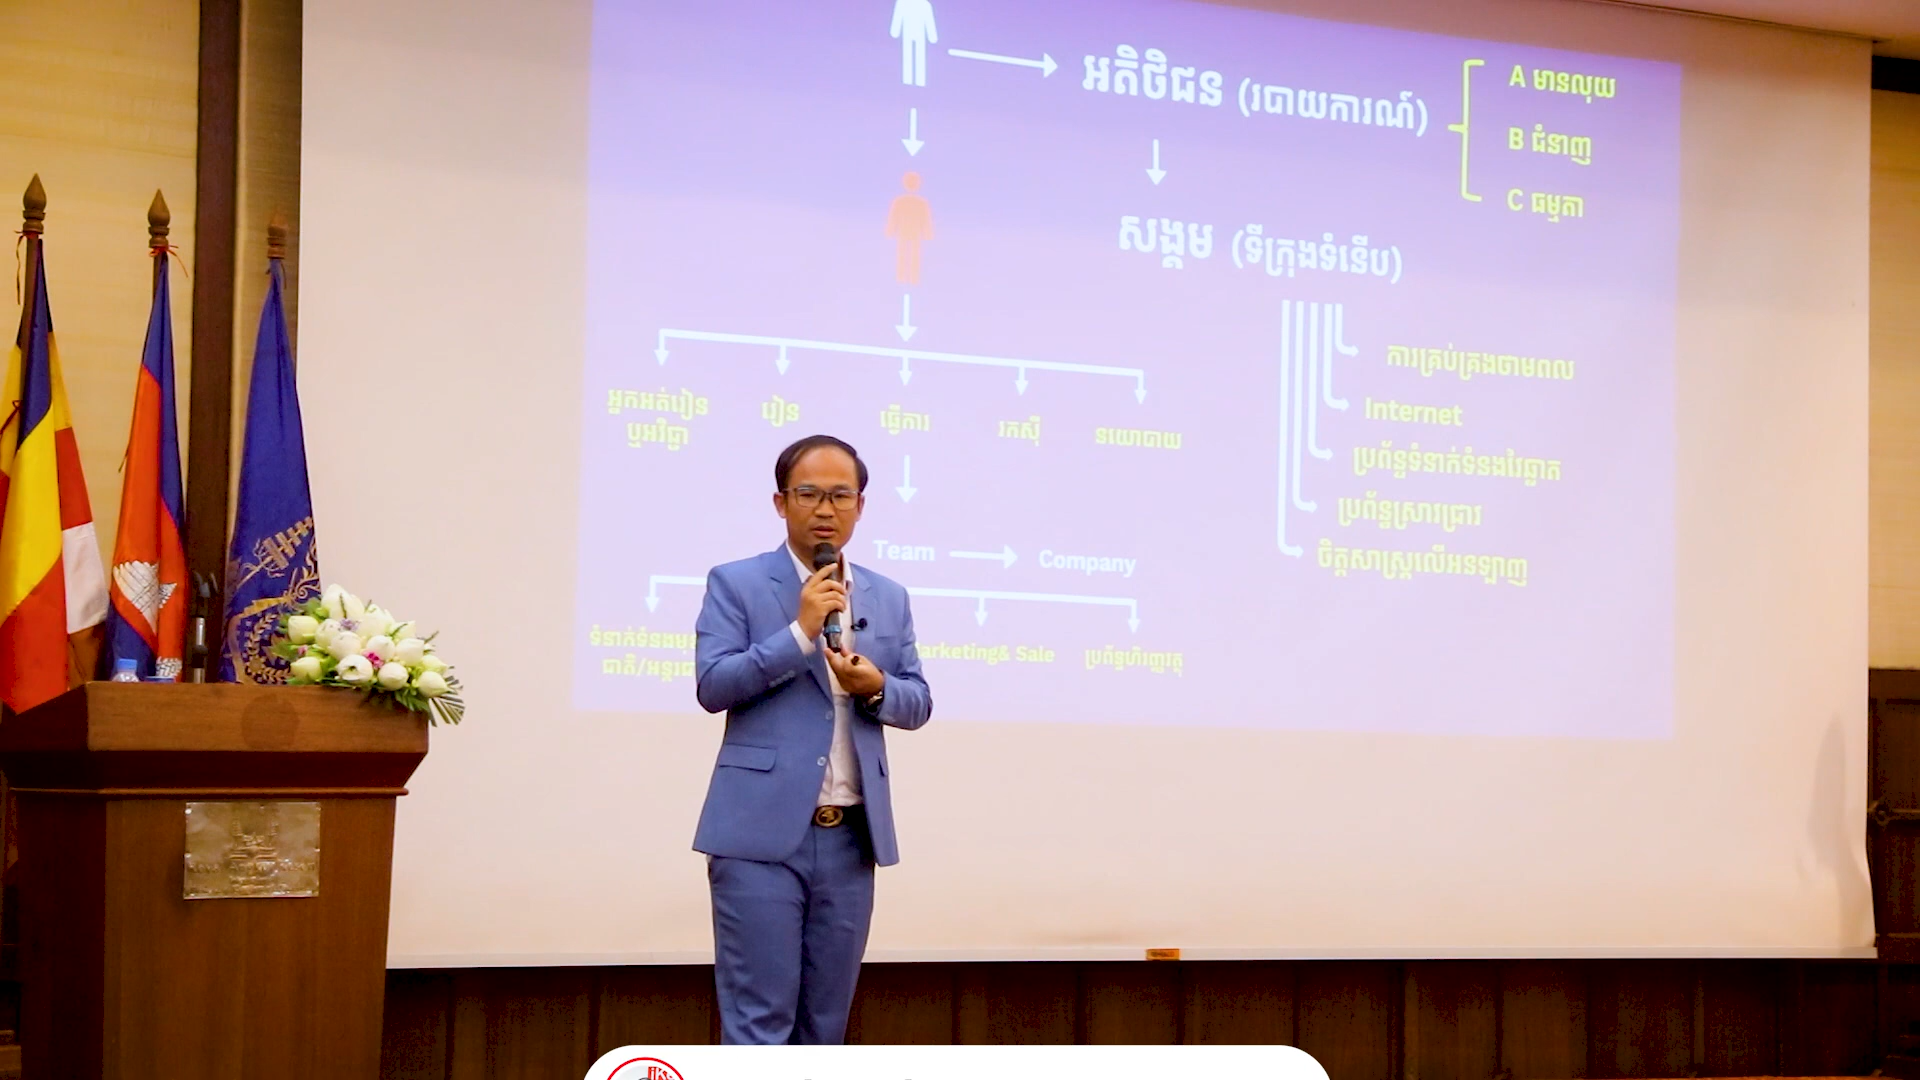 អតិថិជន (របាយការណ៍)
A មានលុយ
B ជំនាញ
C ធម្មតា
សង្គម (ទីក្រុងទំនើប)
ការគ្រប់គ្រងថាមពល
Internet
ប្រព័ន្ធទំនាក់ទំនងវៃឆ្លាត
ប្រព័ន្ធស្រាវជ្រាវ
ចិត្តសាស្ត្រលើអនឡាញ
អ្នកអត់រៀន
ឬអវិជ្ជា
រៀន
ធ្វើការ
រកស៊ី
នយោបាយ
Team
Company
ជាតិ/
& Sale
ប្រព័ន្ធហិរញ្ញវត្ថុ